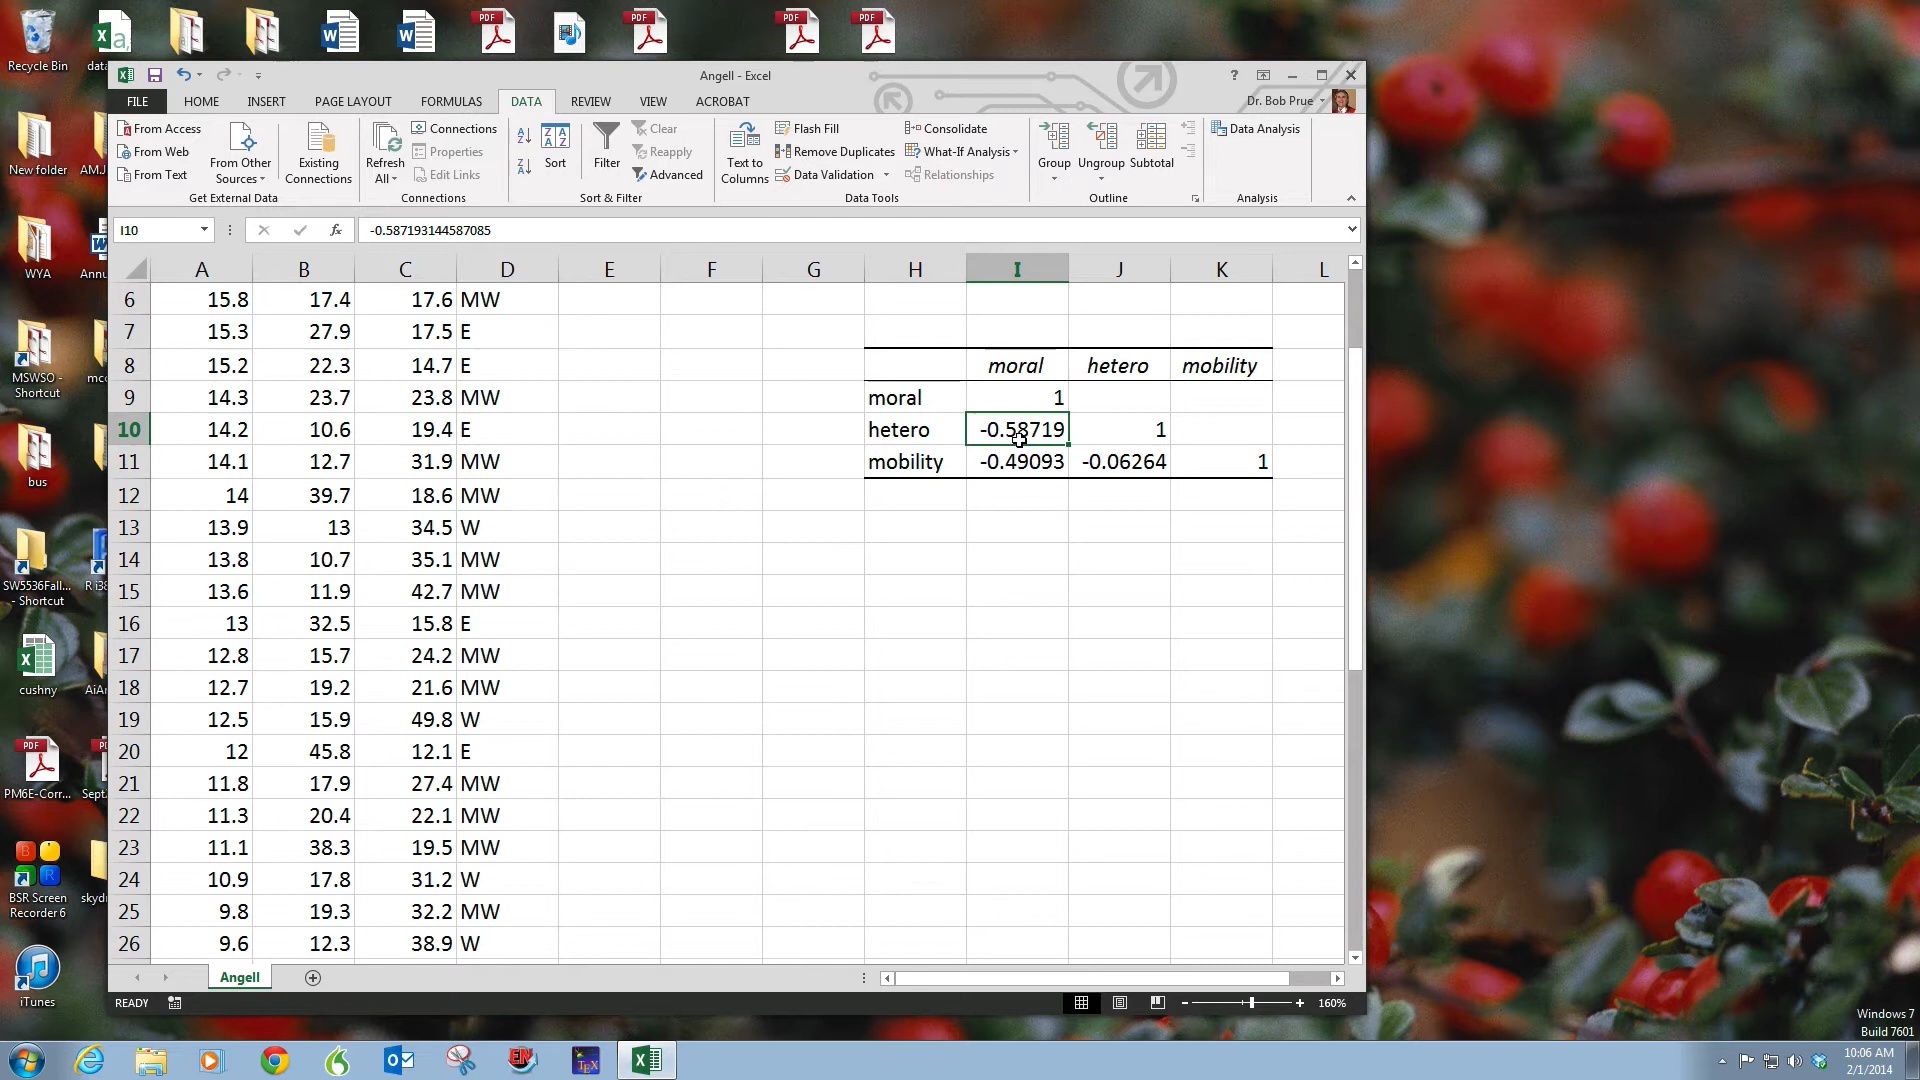 Recycle Bin
data
PDF
PDF
PDF
PDF
Angell - Excel
FILE HOME INSERT PAGE LAYOUT FORMULAS DATA REVIEW VIEW ACROBAT
Dr. Bob Prue
From Access
From Web
From Text
From Other Sources
Existing Connections
Get External Data
Refresh All
Connections
Properties
Edit Links
Connections
Sort
Filter
Clear
Reapply
Advanced
Sort & Filter
Text to Columns
Flash Fill
Remove Duplicates
Data Validation
Consolidate
What-If Analysis
Relationships
Data Tools
Group
Ungroup
Subtotal
Outline
Data Analysis
Analysis
I10
fx
-0.587193144587085
A B C D E F G H I J K L
6 15.8 17.4 17.6 MW
7 15.3 27.9 17.5 E
8 15.2 22.3 14.7 E moral hetero mobility
9 14.3 23.7 23.8 MW moral 1
10 14.2 10.6 19.4 E hetero -0.58719 1
11 14.1 12.7 31.9 MW mobility -0.49093 -0.06264 1
12 14 39.7 18.6 MW
13 13.9 13 34.5 W
14 13.8 10.7 35.1 MW
15 13.6 11.9 42.7 MW
16 13 32.5 15.8 E
17 12.8 15.7 24.2 MW
18 12.7 19.2 21.6 MW
19 12.5 15.9 49.8 W
20 12 45.8 12.1 E
21 11.8 17.9 27.4 MW
22 11.3 20.4 22.1 MW
23 11.1 38.3 19.5 MW
24 10.9 17.8 31.2 W
25 9.8 19.3 32.2 MW
26 9.6 12.3 38.9 W
Angell
READY
160%
New folder
AM.J
WYA
Annu
MSWSO -
Shortcut
mcc
bus
SW5536Fall...
- Shortcut
R i38
cushny
AiAr
PDF
PM6E-Corr...
Sept
BSR Screen
Recorder 6
skydr
iTunes
Windows 7
Build 7601
10:06 AM
2/1/2014